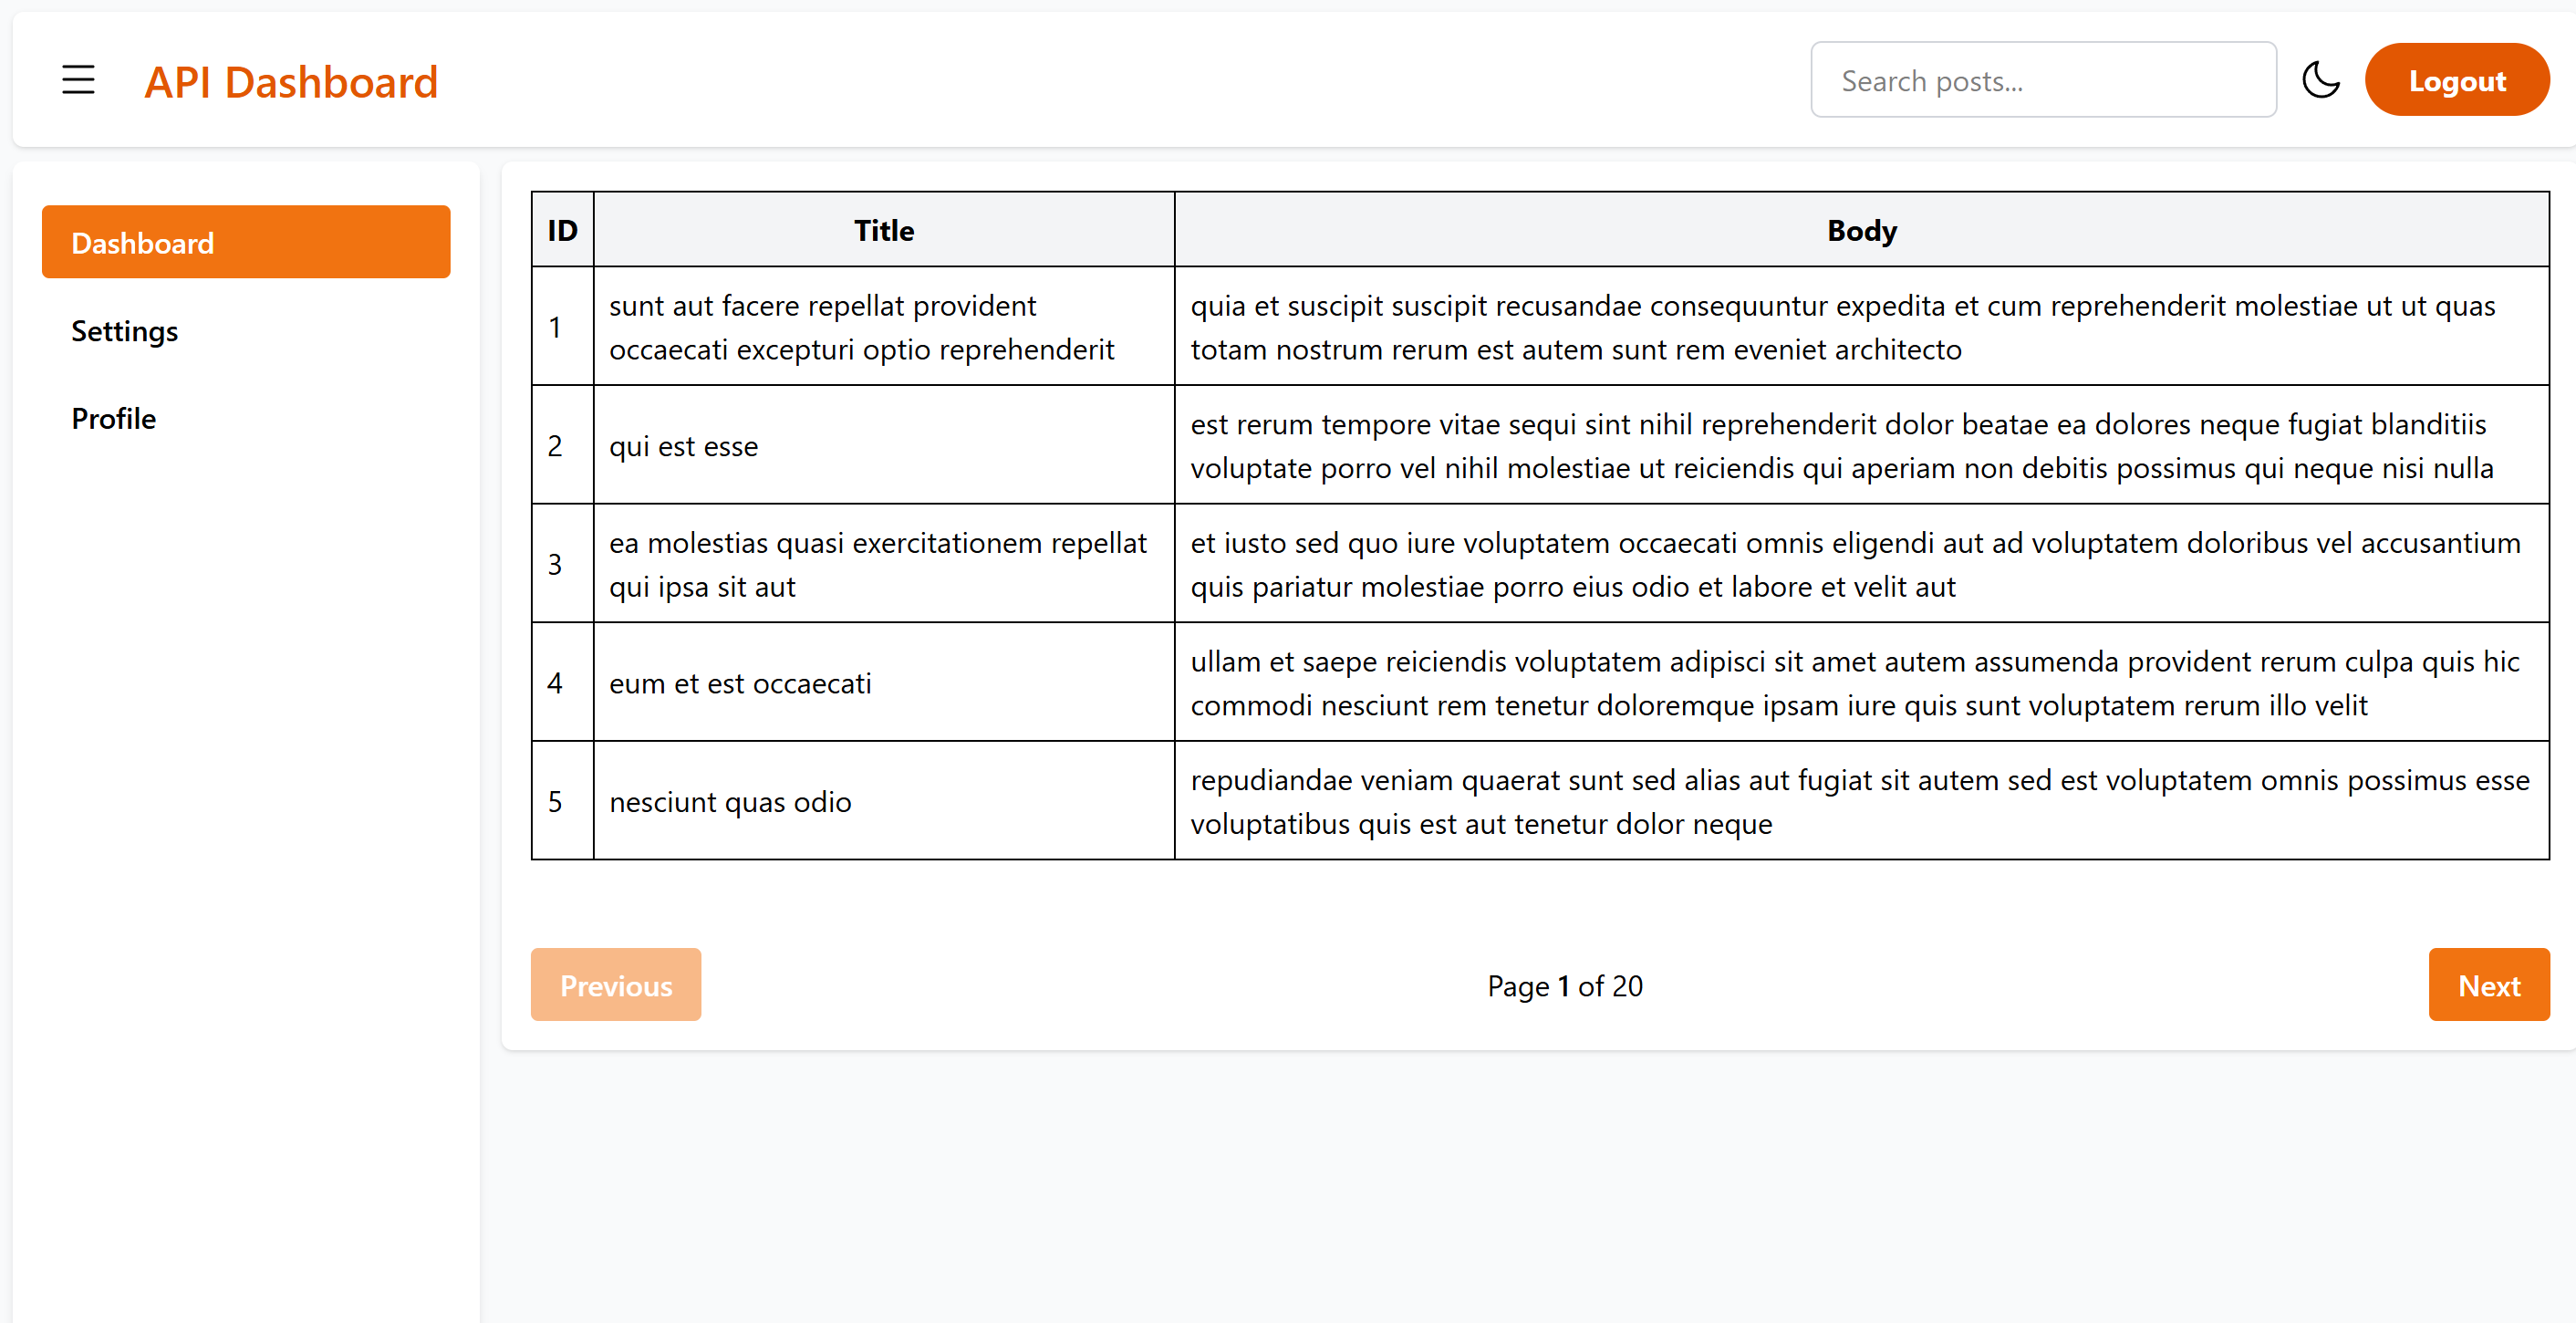 API Dashboard
Search posts...
Logout
Dashboard
Settings
Profile
ID Title Body
1 sunt aut facere repellat provident occaecati excepturi optio reprehenderit quia et suscipit suscipit recusandae consequuntur expedita et cum reprehenderit molestiae ut ut quas totam nostrum rerum est autem sunt rem eveniet architecto
2 qui est esse est rerum tempore vitae sequi sint nihil reprehenderit dolor beatae ea dolores neque fugiat blanditiis voluptate porro vel nihil molestiae ut reiciendis qui aperiam non debitis possimus qui neque nisi nulla
3 ea molestias quasi exercitationem repellat qui ipsa sit aut et iusto sed quo iure voluptatem occaecati omnis eligendi aut ad voluptatem doloribus vel accusantium quis pariatur molestiae porro eius odio et labore et velit aut
4 eum et est occaecati ullam et saepe reiciendis voluptatem adipisci sit amet autem assumenda provident rerum culpa quis hic commodi nesciunt rem tenetur doloremque ipsam iure quis sunt voluptatem rerum illo velit
5 nesciunt quas odio repudiandae veniam quaerat sunt sed alias aut fugiat sit autem sed est voluptatem omnis possimus esse voluptatibus quis est aut tenetur dolor neque
Previous
Page 1 of 20
Next